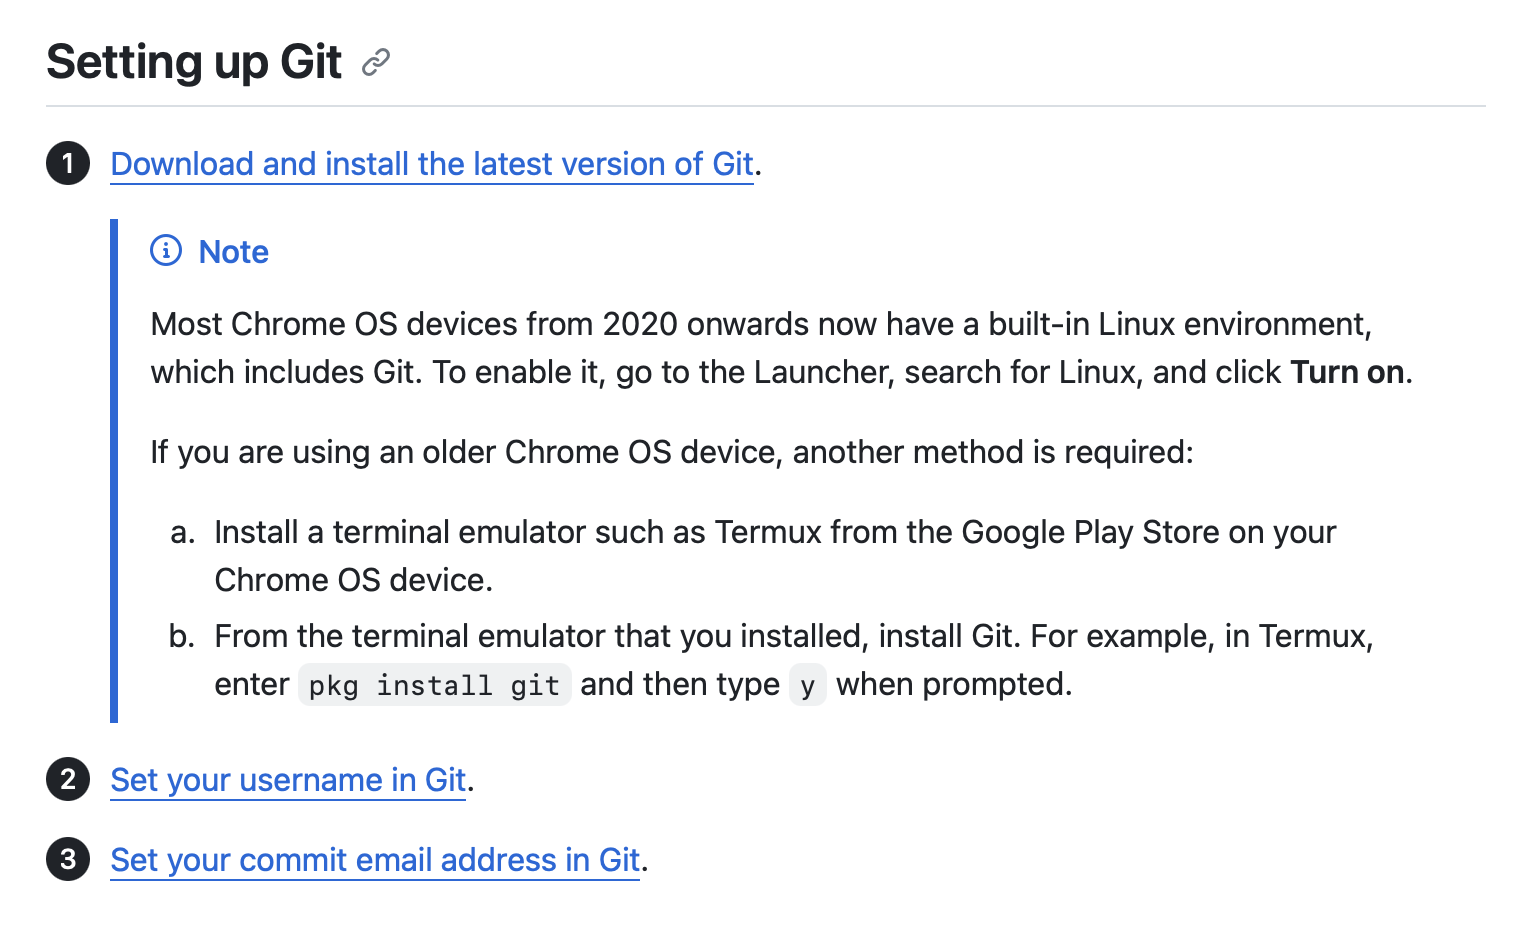 Setting up Git
1 Download and install the latest version of Git.
Note
Most Chrome OS devices from 2020 onwards now have a built-in Linux environment,
which includes Git. To enable it, go to the Launcher, search for Linux, and click Turn on.
If you are using an older Chrome OS device, another method is required:
a. Install a terminal emulator such as Termux from the Google Play Store on your
Chrome OS device.
b. From the terminal emulator that you installed, install Git. For example, in Termux,
enter pkg install git and then type y when prompted.
2 Set your username in Git.
3 Set your commit email address in Git.